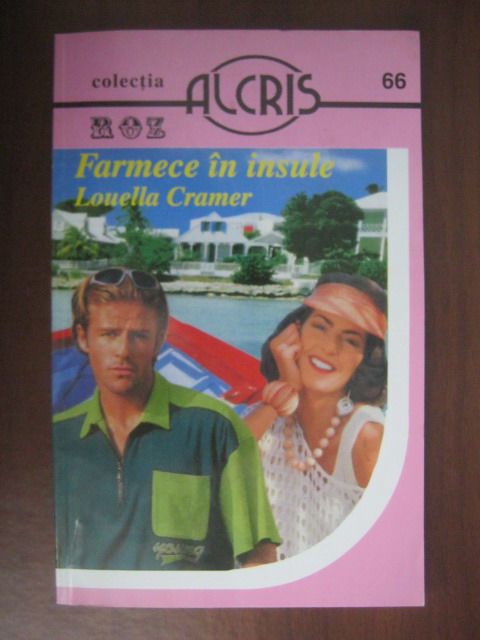 colecția
ALCRIS
66
ROZ
Farmece în insule
Louella Cramer